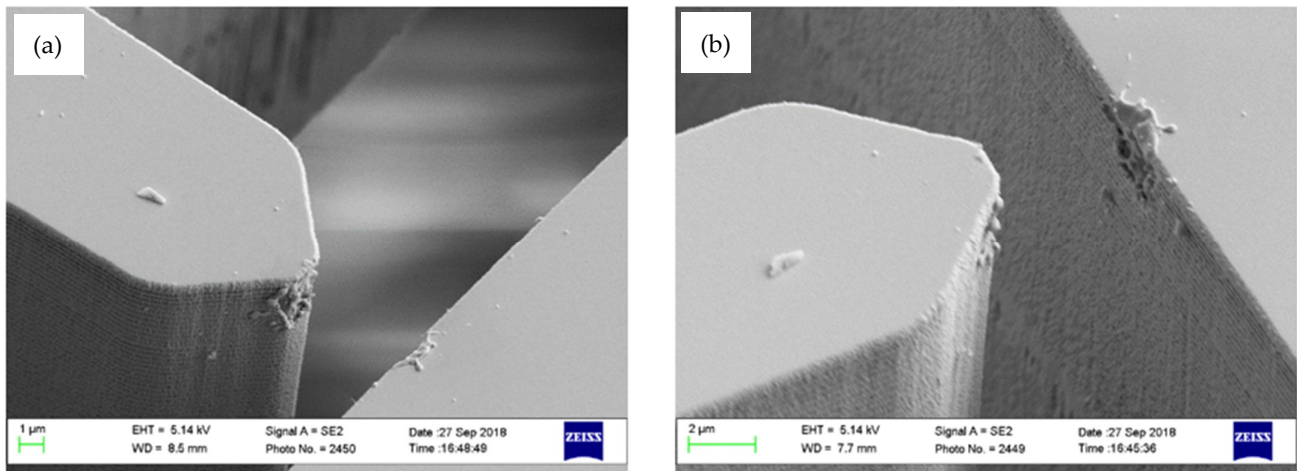 (a)
1 µm
EHT = 5.14 kV
WD = 8.5 mm
Signal A = SE2
Photo No. = 2450
Date :27 Sep 2018
Time :16:48:49
ZEISS
(b)
2 µm
EHT = 5.14 kV
WD = 7.7 mm
Signal A = SE2
Photo No. = 2449
Date :27 Sep 2018
Time :16:45:36
ZEISS